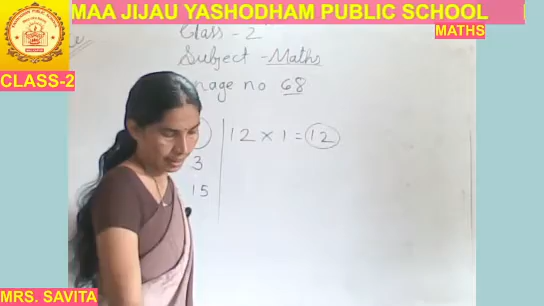 MAA JIJAU YASHODHAM PUBLIC SCHOOL
MATHS
CLASS-2
Class - 2
Subject - Maths
page no 68
12 × 1 = 12
3
15
MRS. SAVITA